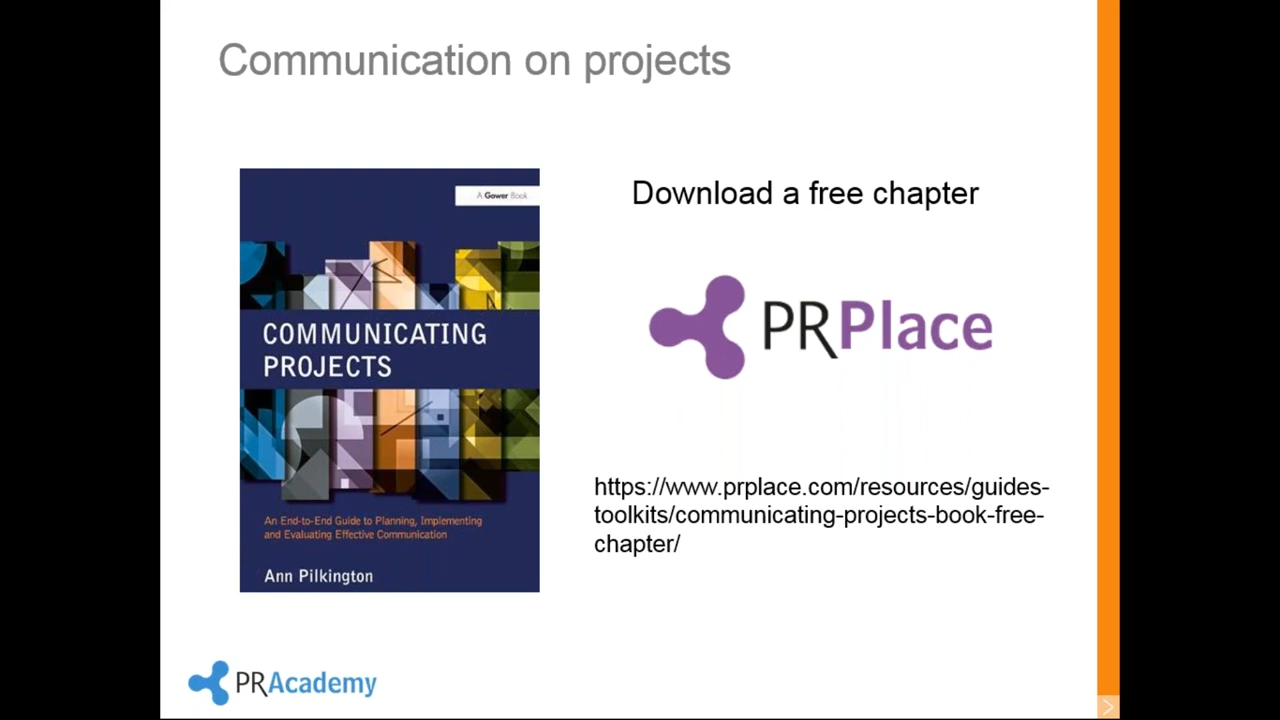 Communication on projects
A Gower Book
COMMUNICATING
PROJECTS
An End-to-End Guide to Planning, Implementing
and Evaluating Effective Communication
Ann Pilkington
Download a free chapter
PRPlace
https://www.prplace.com/resources/guides-
toolkits/communicating-projects-book-free-
chapter/
PRAcademy